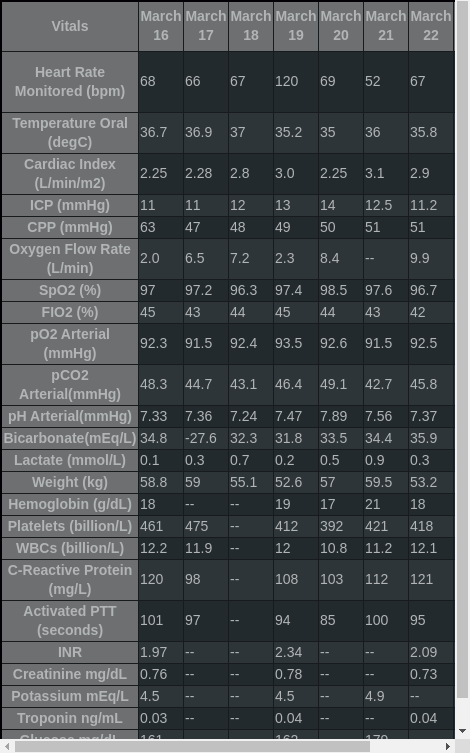 Vitals March 16 March 17 March 18 March 19 March 20 March 21 March 22
Heart Rate Monitored (bpm) 68 66 67 120 69 52 67
Temperature Oral (degC) 36.7 36.9 37 35.2 35 36 35.8
Cardiac Index (L/min/m2) 2.25 2.28 2.8 3.0 2.25 3.1 2.9
ICP (mmHg) 11 11 12 13 14 12.5 11.2
CPP (mmHg) 63 47 48 49 50 51 51
Oxygen Flow Rate (L/min) 2.0 6.5 7.2 2.3 8.4 -- 9.9
SpO2 (%) 97 97.2 96.3 97.4 98.5 97.6 96.7
FIO2 (%) 45 43 44 45 44 43 42
pO2 Arterial (mmHg) 92.3 91.5 92.4 93.5 92.6 91.5 92.5
pCO2 Arterial(mmHg) 48.3 44.7 43.1 46.4 49.1 42.7 45.8
pH Arterial(mmHg) 7.33 7.36 7.24 7.47 7.89 7.56 7.37
Bicarbonate(mEq/L) 34.8 -27.6 32.3 31.8 33.5 34.4 35.9
Lactate (mmol/L) 0.1 0.3 0.7 0.2 0.5 0.9 0.3
Weight (kg) 58.8 59 55.1 52.6 57 59.5 53.2
Hemoglobin (g/dL) 18 -- -- 19 17 21 18
Platelets (billion/L) 461 475 -- 412 392 421 418
WBCs (billion/L) 12.2 11.9 -- 12 10.8 11.2 12.1
C-Reactive Protein (mg/L) 120 98 -- 108 103 112 121
Activated PTT (seconds) 101 97 -- 94 85 100 95
INR 1.97 -- -- 2.34 -- -- 2.09
Creatinine mg/dL 0.76 -- -- 0.78 -- -- 0.73
Potassium mEq/L 4.5 -- -- 4.5 -- 4.9 --
Troponin ng/mL 0.03 -- -- 0.04 -- -- 0.04